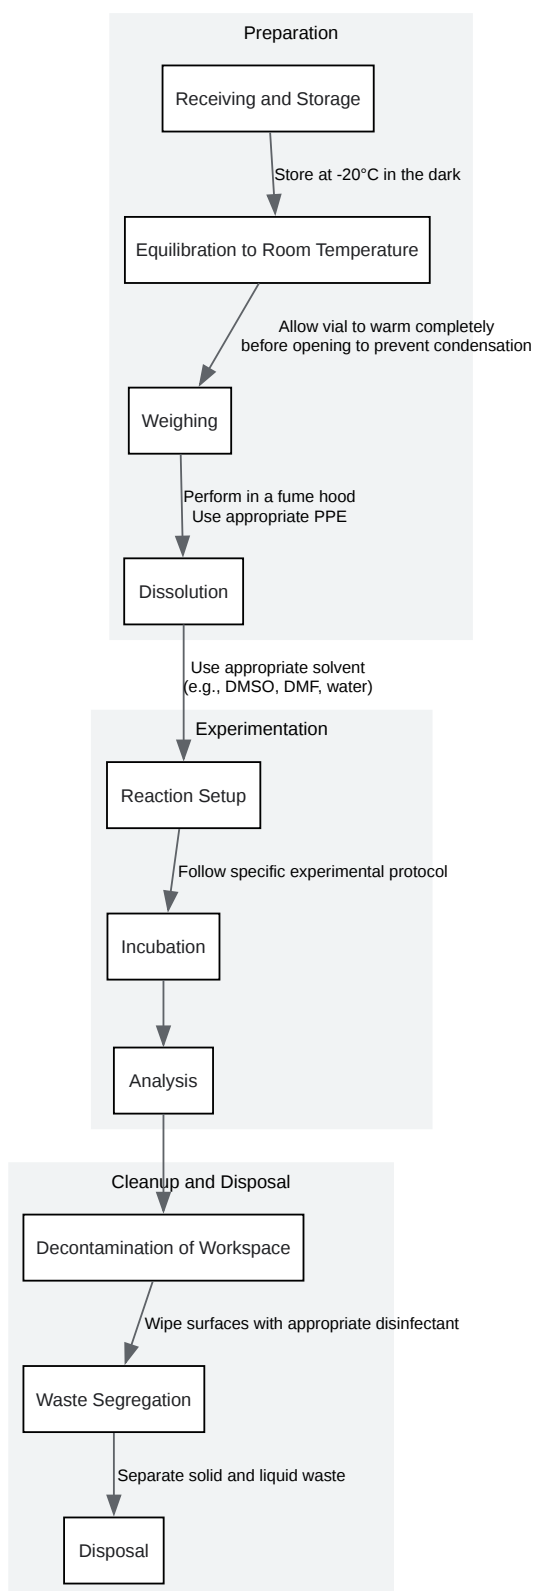 Preparation
Receiving and Storage
Store at -20°C in the dark
Equilibration to Room Temperature
Allow vial to warm completely
before opening to prevent condensation
Weighing
Perform in a fume hood
Use appropriate PPE
Dissolution
Use appropriate solvent
(e.g., DMSO, DMF, water)
Experimentation
Reaction Setup
Follow specific experimental protocol
Incubation
Analysis
Cleanup and Disposal
Decontamination of Workspace
Wipe surfaces with appropriate disinfectant
Waste Segregation
Separate solid and liquid waste
Disposal